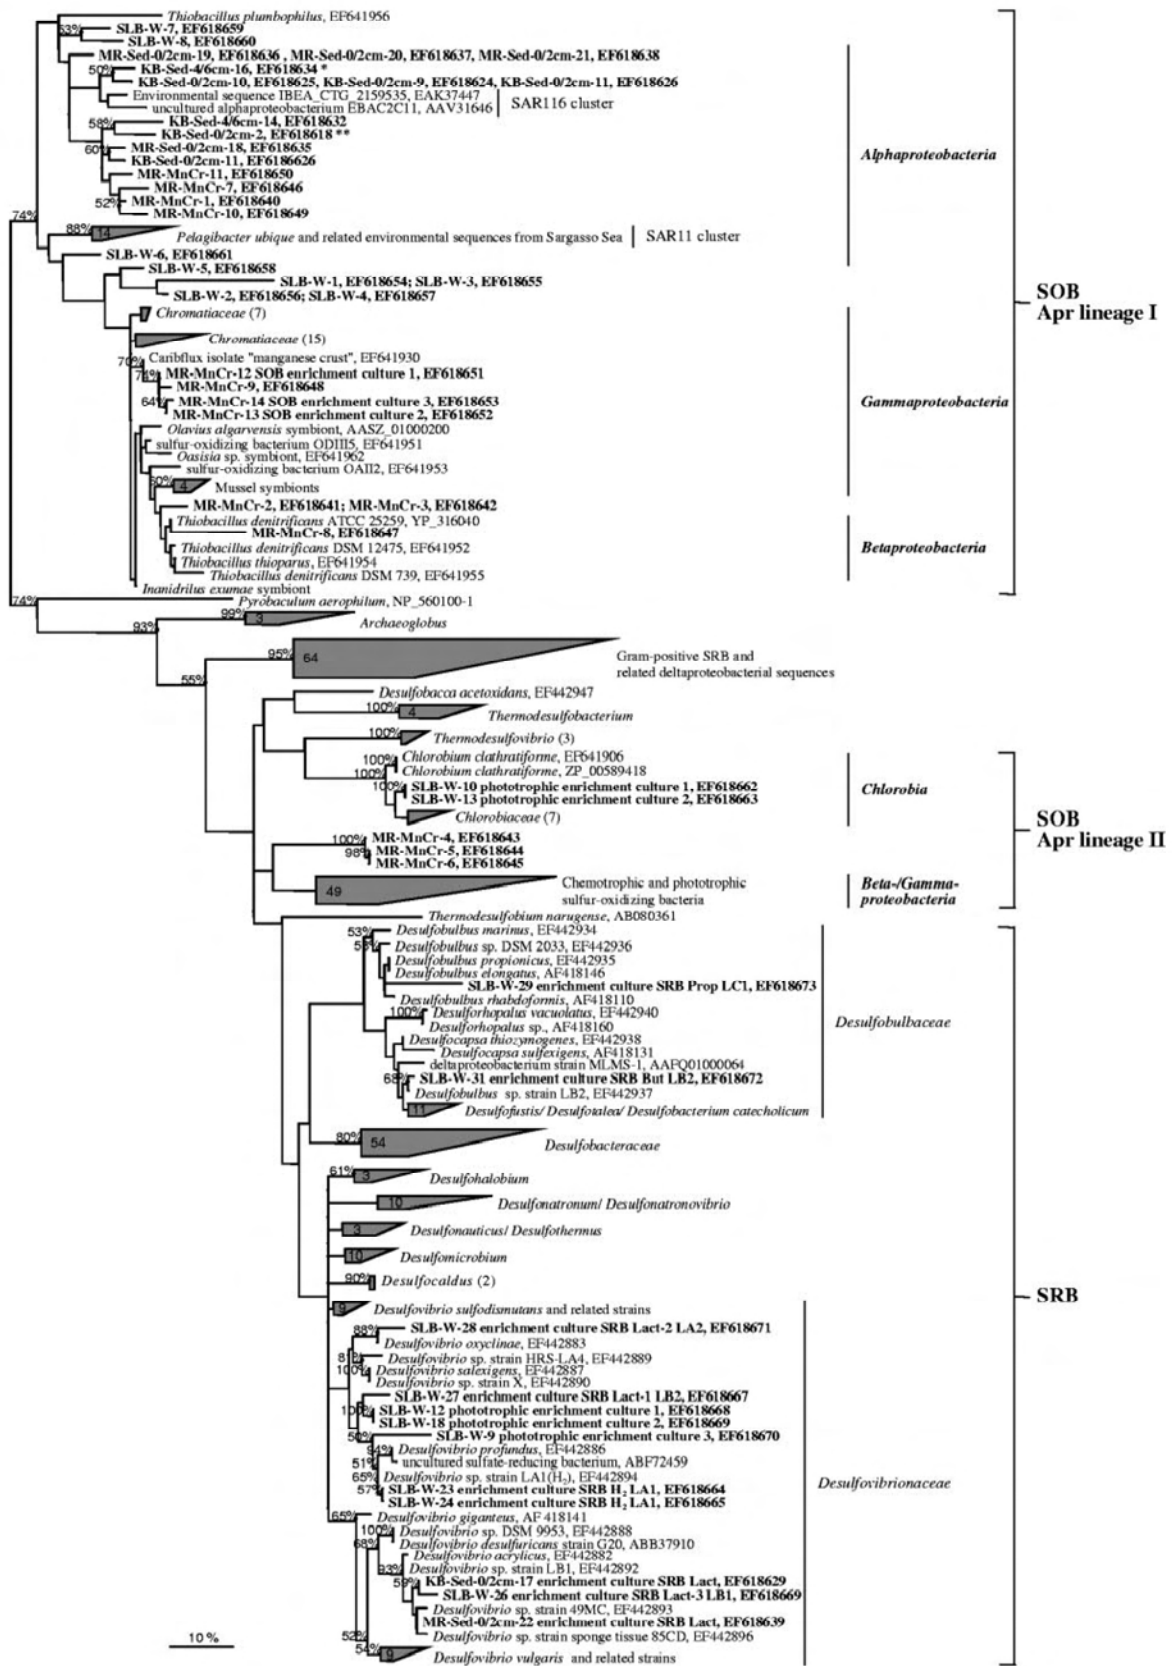 Thiobacillus plumbophilus, EF641956
63%
SLB-W-7, EF618659
SLB-W-8, EF618660
MR-Sed-0/2cm-19, EF618636 , MR-Sed-0/2cm-20, EF618637, MR-Sed-0/2cm-21, EF618638
50%
KB-Sed-4/6cm-16, EF618634 *
KB-Sed-0/2cm-10, EF618625, KB-Sed-0/2cm-9, EF618624, KB-Sed-0/2cm-11, EF618626
Environmental sequence IBEA_CTG_2159535, EAK37447
uncultured alphaproteobacterium EBAC2C11, AAV31646
SAR116 cluster
58%
KB-Sed-4/6cm-14, EF618632
KB-Sed-0/2cm-2, EF618618 **
60%
MR-Sed-0/2cm-18, EF618635
KB-Sed-0/2cm-11, EF6186626
MR-MnCr-11, EF618650
MR-MnCr-7, EF618646
52%
MR-MnCr-1, EF618640
MR-MnCr-10, EF618649
Alphaproteobacteria
74%
88%
14
Pelagibacter ubique and related environmental sequences from Sargasso Sea
SAR11 cluster
SLB-W-6, EF618661
SLB-W-5, EF618658
SLB-W-1, EF618654; SLB-W-3, EF618655
SLB-W-2, EF618656; SLB-W-4, EF618657
SOB
Apr lineage I
Chromatiaceae (7)
Chromatiaceae (15)
70%
Caribflux isolate "manganese crust", EF641930
74%
MR-MnCr-12 SOB enrichment culture 1, EF618651
MR-MnCr-9, EF618648
64%
MR-MnCr-14 SOB enrichment culture 3, EF618653
MR-MnCr-13 SOB enrichment culture 2, EF618652
Gammaproteobacteria
Olavius algarvensis symbiont, AASZ_01000200
sulfur-oxidizing bacterium ODIII5, EF641951
Oasisia sp. symbiont, EF641962
sulfur-oxidizing bacterium OAII2, EF641953
60%
4
Mussel symbionts
MR-MnCr-2, EF618641; MR-MnCr-3, EF618642
Thiobacillus denitrificans ATCC 25259, YP_316040
MR-MnCr-8, EF618647
Thiobacillus denitrificans DSM 12475, EF641952
Thiobacillus thioparus, EF641954
Thiobacillus denitrificans DSM 739, EF641955
Betaproteobacteria
Inanidrilus exumae symbiont
74%
Pyrobaculum aerophilum, NP_560100-1
93%
99%
3
Archaeoglobus
55%
95%
64
Gram-positive SRB and
related deltaproteobacterial sequences
Desulfobacca acetoxidans, EF442947
100%
4
Thermodesulfobacterium
100%
Thermodesulfovibrio (3)
100%
Chlorobium clathratiforme, EF641906
100%
Chlorobium clathratiforme, ZP_00589418
100%
SLB-W-10 phototrophic enrichment culture 1, EF618662
SLB-W-13 phototrophic enrichment culture 2, EF618663
Chlorobiaceae (7)
Chlorobia
SOB
Apr lineage II
100%
MR-MnCr-4, EF618643
98%
MR-MnCr-5, EF618644
MR-MnCr-6, EF618645
49
Chemotrophic and phototrophic
sulfur-oxidizing bacteria
Beta-/Gamma-
proteobacteria
Thermodesulfobium narugense, AB080361
53%
Desulfobulbus marinus, EF442934
Desulfobulbus sp. DSM 2033, EF442936
Desulfobulbus propionicus, EF442935
Desulfobulbus elongatus, AF418146
SLB-W-29 enrichment culture SRB Prop LC1, EF618673
Desulfobulbus rhabdoformis, AF418110
100%
Desulforhopalus vacuolatus, EF442940
Desulforhopalus sp., AF418160
Desulfocapsa thiozymogenes, EF442938
Desulfocapsa sulfexigens, AF418131
deltaproteobacterium strain MLMS-1, AAFQ01000064
68%
SLB-W-31 enrichment culture SRB But LB2, EF618672
Desulfobulbus sp. strain LB2, EF442937
11
Desulfofustis/ Desulfotalea/ Desulfobacterium catecholicum
Desulfobulbaceae
80%
54
Desulfobacteraceae
61%
3
Desulfohalobium
10
Desulfonatronum/ Desulfonatronovibrio
3
Desulfonauticus/ Desulfothermus
10
Desulfomicrobium
90%
Desulfocaldus (2)
SRB
9
Desulfovibrio sulfodismutans and related strains
88%
SLB-W-28 enrichment culture SRB Lact-2 LA2, EF618671
Desulfovibrio oxyclinae, EF442883
81%
Desulfovibrio sp. strain HRS-LA4, EF442889
100%
Desulfovibrio salexigens, EF442887
Desulfovibrio sp. strain X, EF442890
SLB-W-27 enrichment culture SRB Lact-1 LB2, EF618667
100%
SLB-W-12 phototrophic enrichment culture 1, EF618668
SLB-W-18 phototrophic enrichment culture 2, EF618669
50%
SLB-W-9 phototrophic enrichment culture 3, EF618670
94%
Desulfovibrio profundus, EF442886
51%
uncultured sulfate-reducing bacterium, ABF72459
65%
Desulfovibrio sp. strain LA1(H2), EF442894
57%
SLB-W-23 enrichment culture SRB H2 LA1, EF618664
SLB-W-24 enrichment culture SRB H2 LA1, EF618665
Desulfovibrionaceae
65%
Desulfovibrio giganteus, AF 418141
100%
Desulfovibrio sp. DSM 9953, EF442888
68%
Desulfovibrio desulfuricans strain G20, ABB37910
Desulfovibrio acrylicus, EF442882
93%
Desulfovibrio sp. strain LB1, EF442892
59%
KB-Sed-0/2cm-17 enrichment culture SRB Lact, EF618629
SLB-W-26 enrichment culture SRB Lact-3 LB1, EF618669
Desulfovibrio sp. strain 49MC, EF442893
MR-Sed-0/2cm-22 enrichment culture SRB Lact, EF618639
52%
Desulfovibrio sp. strain sponge tissue 85CD, EF442896
54%
9
Desulfovibrio vulgaris and related strains
10 %